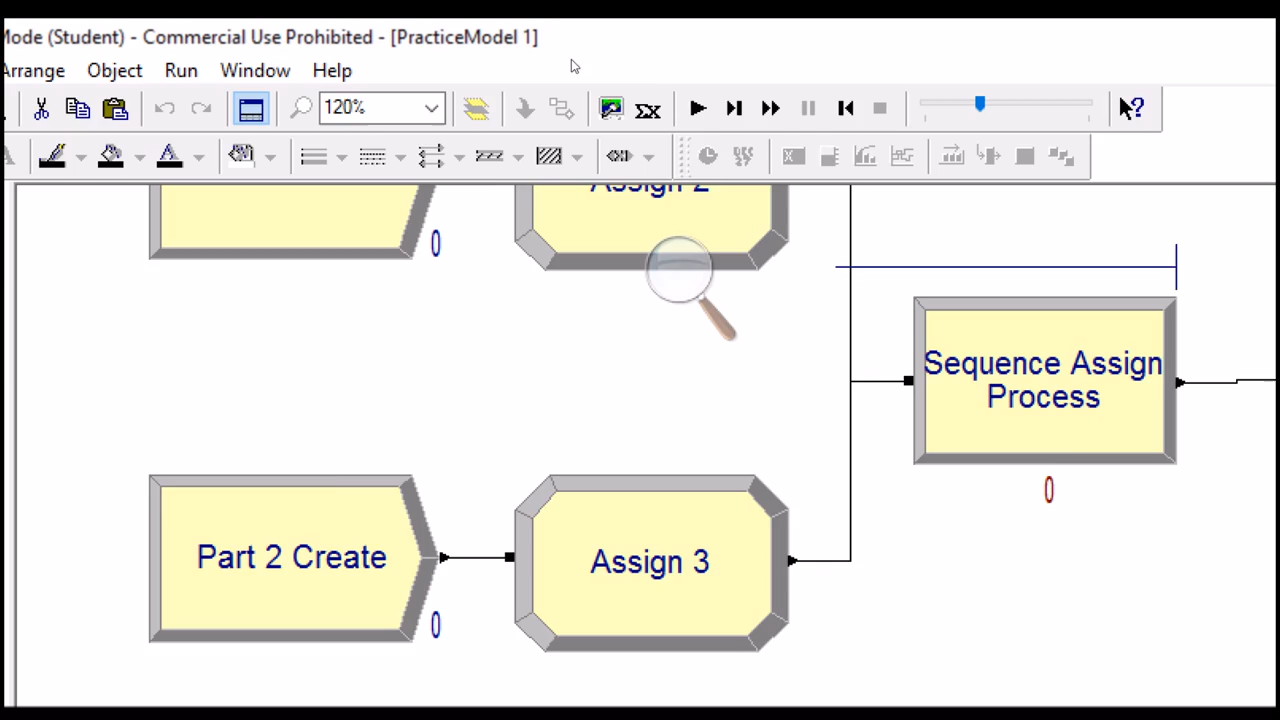 Mode (Student) - Commercial Use Prohibited - [PracticeModel 1]
Arrange Object Run Window Help
120%
Assign 2
0
Sequence Assign
Process
0
Part 2 Create
Assign 3
0